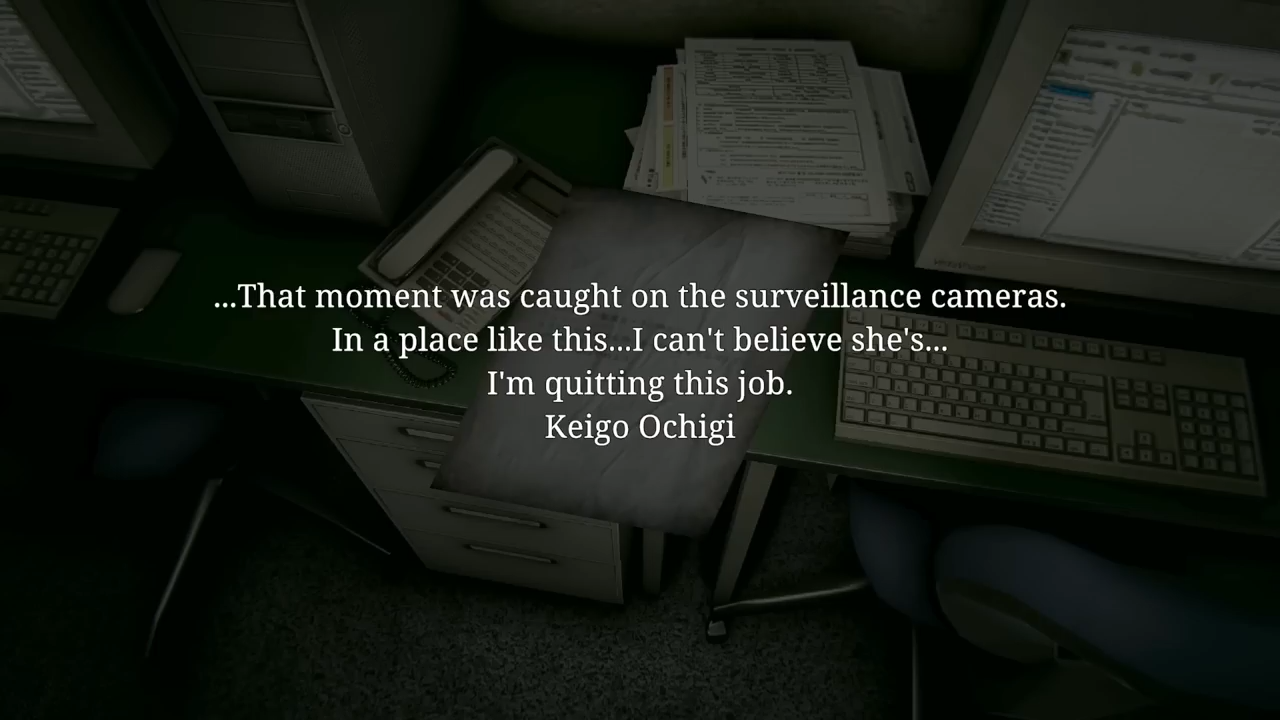 ...That moment was caught on the surveillance cameras.
In a place like this...I can't believe she's...
I'm quitting this job.
Keigo Ochigi